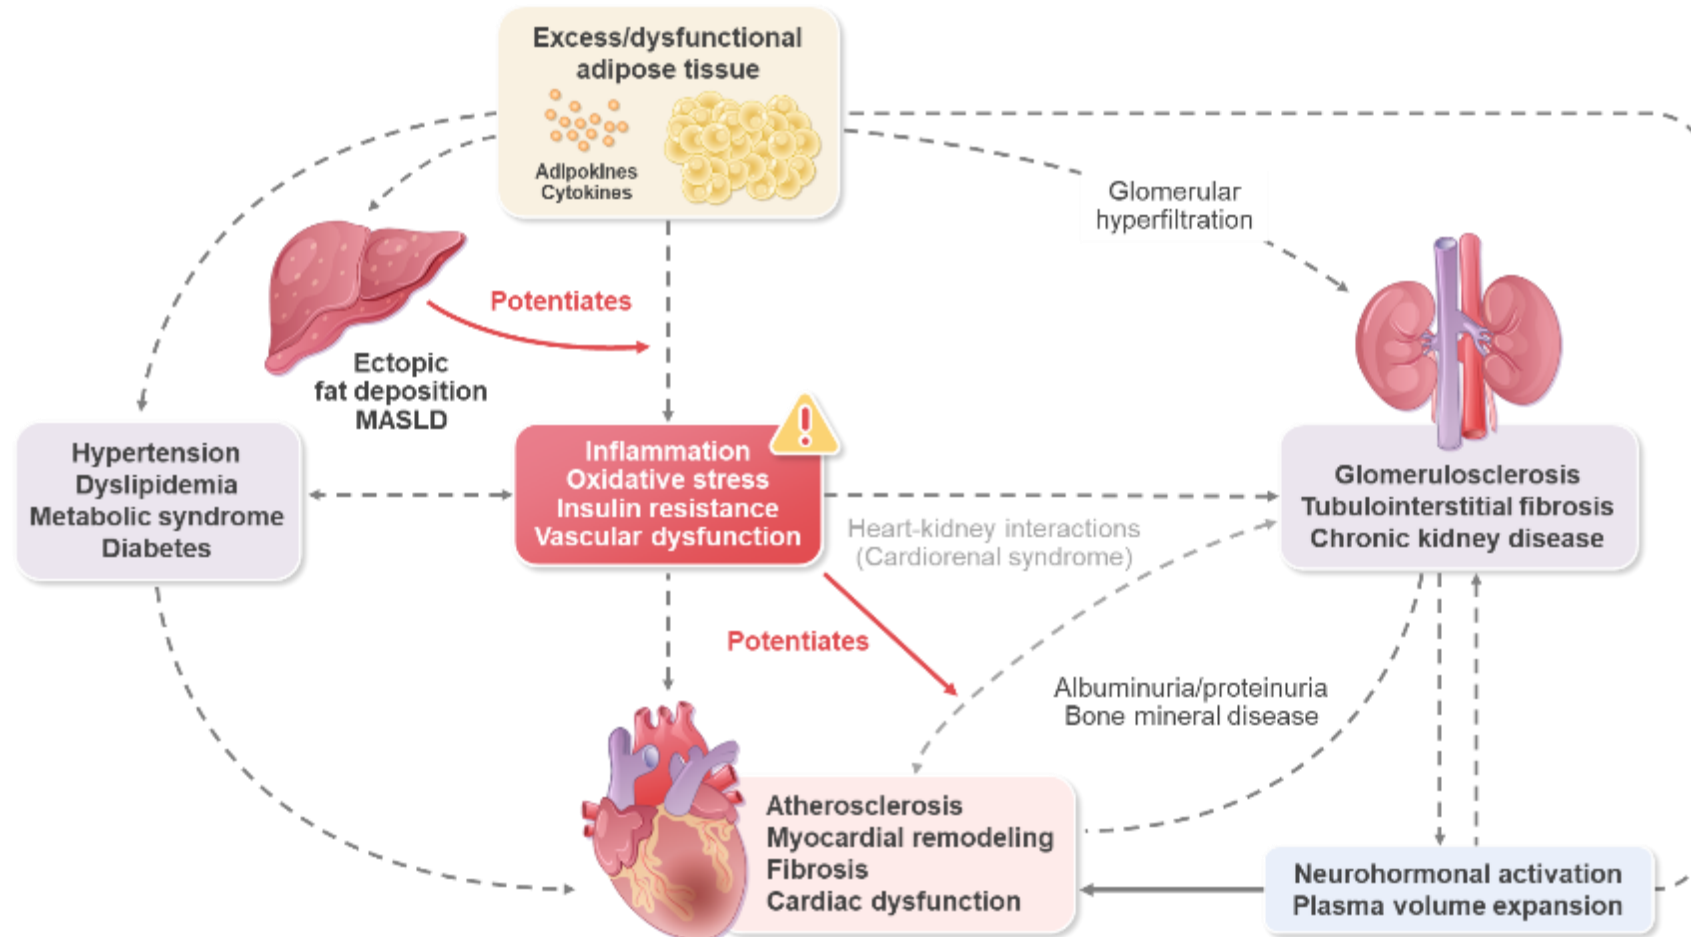 Excess/dysfunctional
adipose tissue
Adipokines
Cytokines
Glomerular
hyperfiltration
Potentiates
Ectopic
fat deposition
MASLD
Hypertension
Dyslipidemia
Metabolic syndrome
Diabetes
Inflammation
Oxidative stress
Insulin resistance
Vascular dysfunction
Heart-kidney interactions
(Cardiorenal syndrome)
Glomerulosclerosis
Tubulointerstitial fibrosis
Chronic kidney disease
Potentiates
Albuminuria/proteinuria
Bone mineral disease
Atherosclerosis
Myocardial remodeling
Fibrosis
Cardiac dysfunction
Neurohormonal activation
Plasma volume expansion